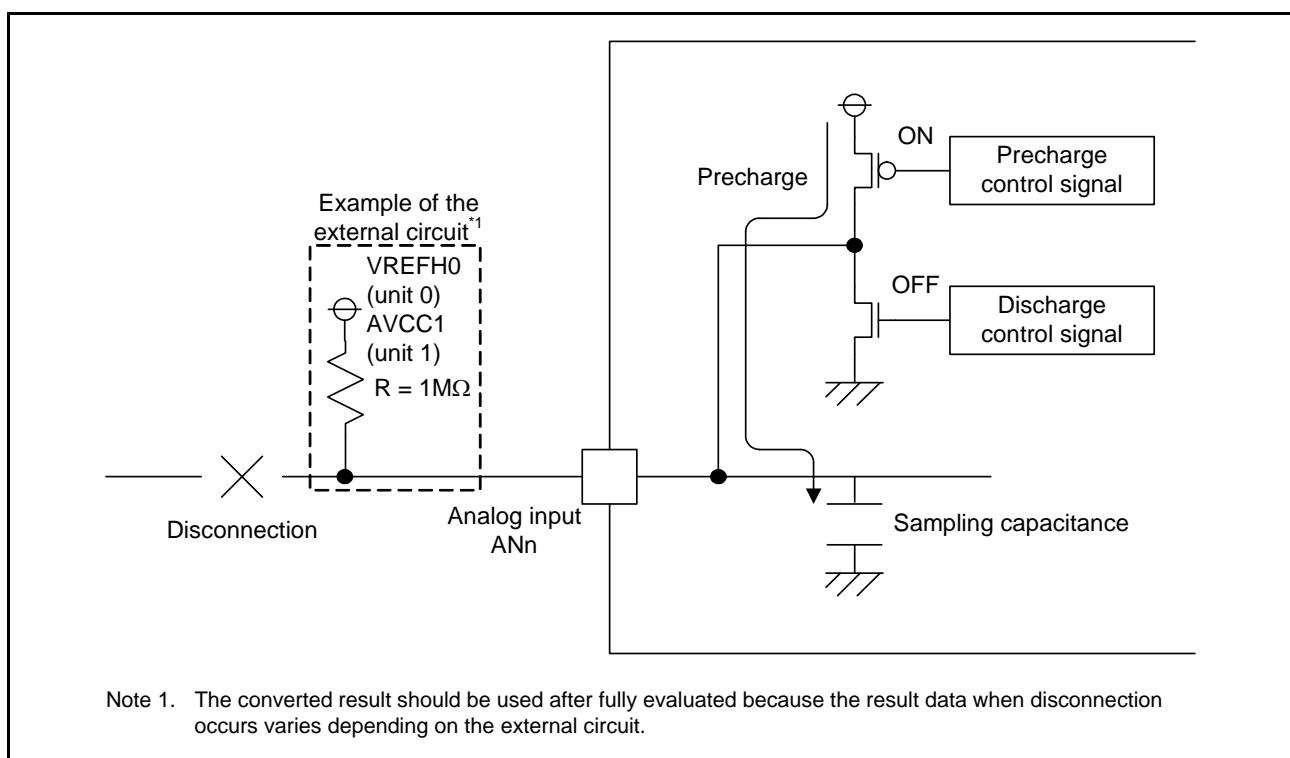 ON
Precharge
control signal
Precharge
Example of the
external circuit*1
VREFH0
(unit 0)
AVCC1
(unit 1)
R = 1MΩ
OFF
Discharge
control signal
Disconnection
Analog input
ANn
Sampling capacitance
Note 1. The converted result should be used after fully evaluated because the result data when disconnection
occurs varies depending on the external circuit.